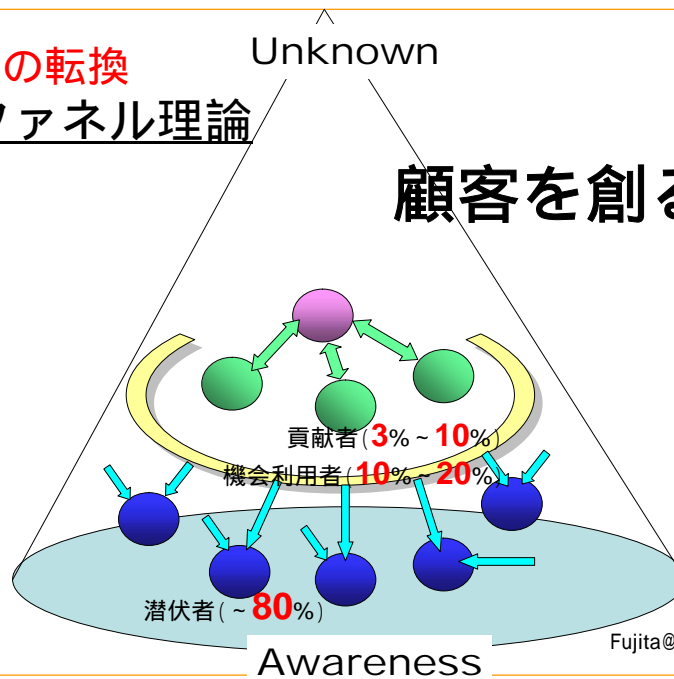 Unknown
の転換
ファネル理論
顧客を創る
貢献者(3%~10%)
機会利用者(10%~20%)
潜伏者(~80%)
Fujita@
Awareness